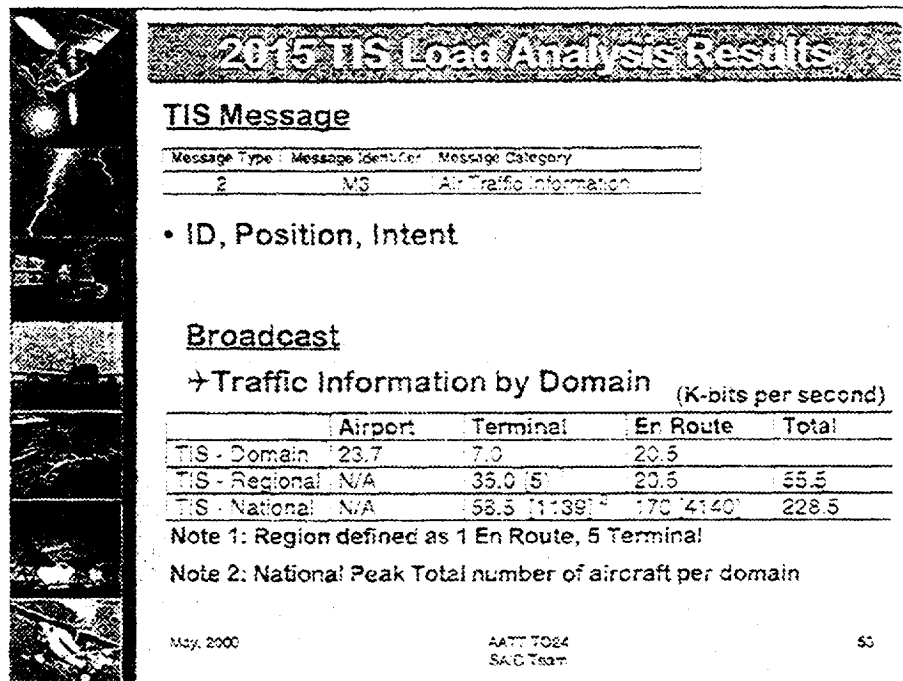 2015 TIS Load Analysis Results
TIS Message
Message Type Message Identifier Message Category
2 M3 Air Traffic Information
• ID, Position, Intent
Broadcast
→Traffic Information by Domain (K-bits per second)
Airport Terminal En Route Total
TIS - Domain 23.7 7.0 20.5
TIS - Regional N/A 35.0 [5] 20.5 55.5
TIS - National N/A 58.5 [1139] 2 170 [4140] 228.5
Note 1: Region defined as 1 En Route, 5 Terminal
Note 2: National Peak Total number of aircraft per domain
May, 2000
AATT TO24
SAIC Team
53